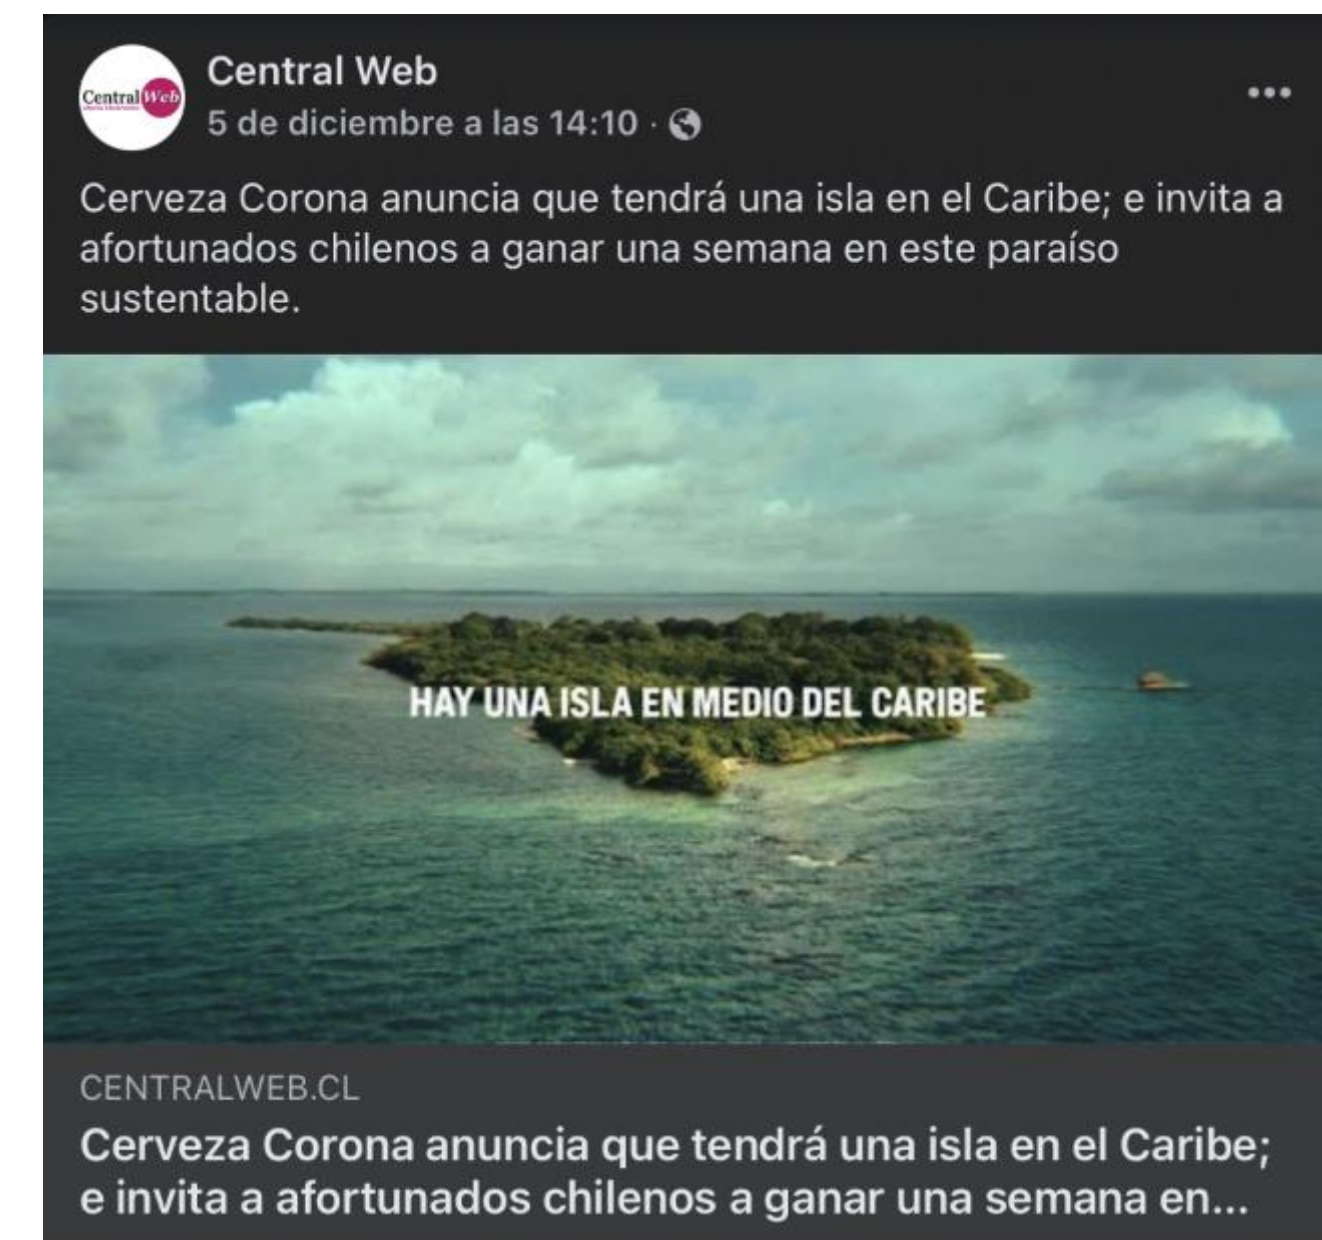 Central Web
Central Web
5 de diciembre a las 14:10 ·
Cerveza Corona anuncia que tendrá una isla en el Caribe; e invita a
afortunados chilenos a ganar una semana en este paraíso
sustentable.
HAY UNA ISLA EN MEDIO DEL CARIBE
CENTRALWEB.CL
Cerveza Corona anuncia que tendrá una isla en el Caribe;
e invita a afortunados chilenos a ganar una semana en...